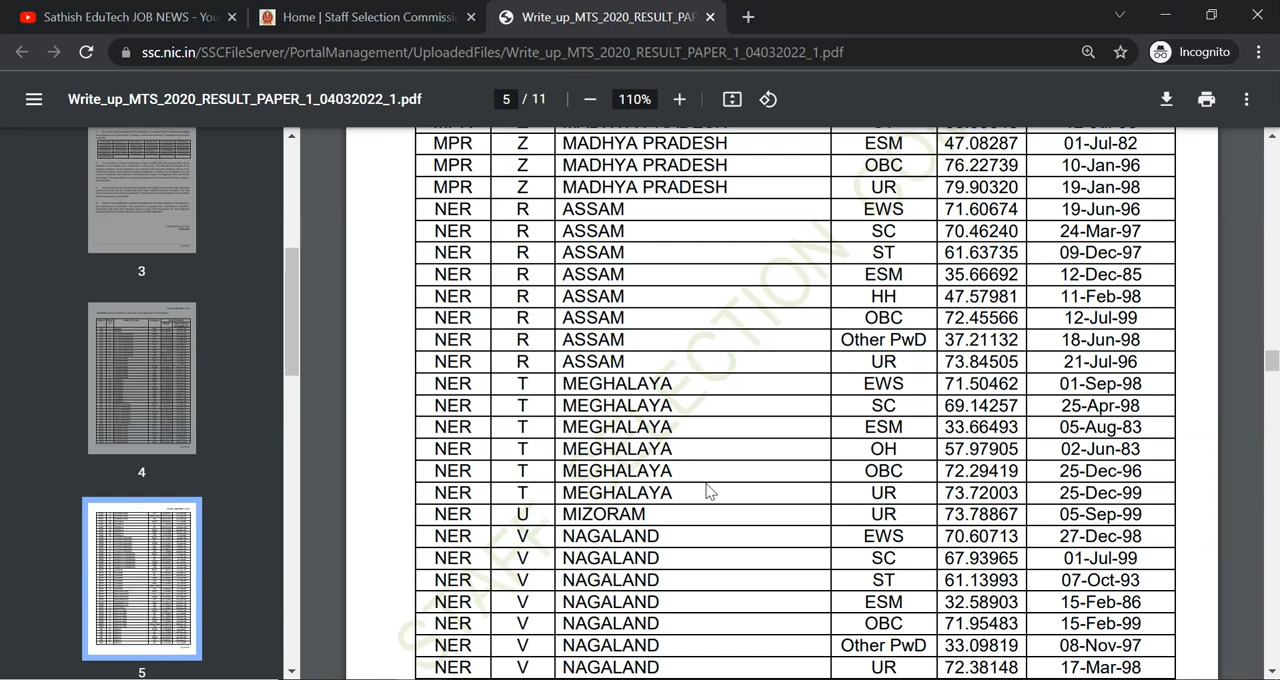 Sathish EduTech JOB NEWS - You
Home | Staff Selection Commissi
Write_up_MTS_2020_RESULT_PAP
ssc.nic.in/SSCFileServer/PortalManagement/UploadedFiles/Write_up_MTS_2020_RESULT_PAPER_1_04032022_1.pdf
Incognito
Write_up_MTS_2020_RESULT_PAPER_1_04032022_1.pdf
5 / 11
110%
3
4
5
MPR Z MADHYA PRADESH ESM 47.08287 01-Jul-82
MPR Z MADHYA PRADESH OBC 76.22739 10-Jan-96
MPR Z MADHYA PRADESH UR 79.90320 19-Jan-98
NER R ASSAM EWS 71.60674 19-Jun-96
NER R ASSAM SC 70.46240 24-Mar-97
NER R ASSAM ST 61.63735 09-Dec-97
NER R ASSAM ESM 35.66692 12-Dec-85
NER R ASSAM HH 47.57981 11-Feb-98
NER R ASSAM OBC 72.45566 12-Jul-99
NER R ASSAM Other PwD 37.21132 18-Jun-98
NER R ASSAM UR 73.84505 21-Jul-96
NER T MEGHALAYA EWS 71.50462 01-Sep-98
NER T MEGHALAYA SC 69.14257 25-Apr-98
NER T MEGHALAYA ESM 33.66493 05-Aug-83
NER T MEGHALAYA OH 57.97905 02-Jun-83
NER T MEGHALAYA OBC 72.29419 25-Dec-96
NER T MEGHALAYA UR 73.72003 25-Dec-99
NER U MIZORAM UR 73.78867 05-Sep-99
NER V NAGALAND EWS 70.60713 27-Dec-98
NER V NAGALAND SC 67.93965 01-Jul-99
NER V NAGALAND ST 61.13993 07-Oct-93
NER V NAGALAND ESM 32.58903 15-Feb-86
NER V NAGALAND OBC 71.95483 15-Feb-99
NER V NAGALAND Other PwD 33.09819 08-Nov-97
NER V NAGALAND UR 72.38148 17-Mar-98
STAFF SELECTION